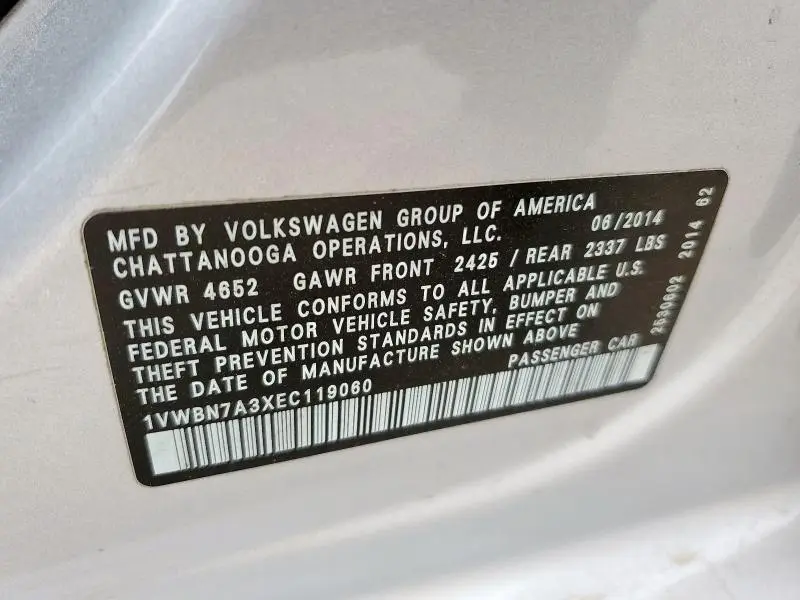 MFD BY VOLKSWAGEN GROUP OF AMERICA
CHATTANOOGA OPERATIONS, LLC. 06/2014
GVWR 4652 GAWR FRONT 2425 / REAR 2337 LBS
THIS VEHICLE CONFORMS TO ALL APPLICABLE U.S.
FEDERAL MOTOR VEHICLE SAFETY, BUMPER AND
THEFT PREVENTION STANDARDS IN EFFECT ON
THE DATE OF MANUFACTURE SHOWN ABOVE
1VWBN7A3XEC119060 PASSENGER CAR
2630602 2014 62